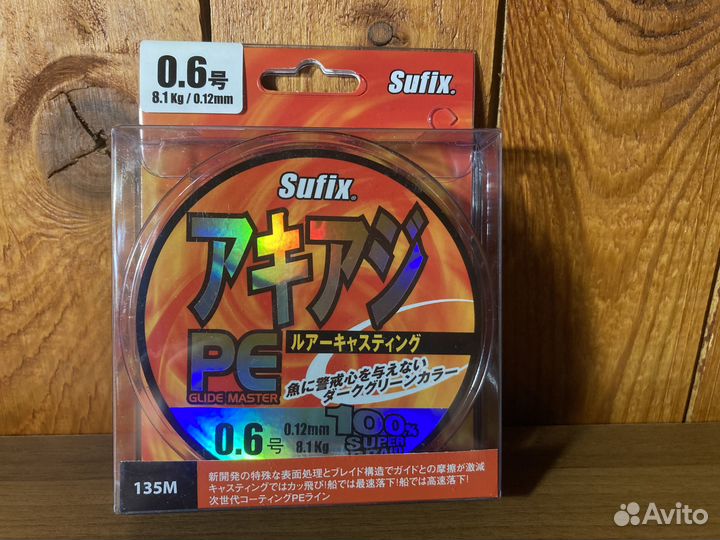 0.6号
8.1 Kg / 0.12mm
Sufix®
Sufix®
アキアジ
PE
ルアーキャスティング
GLIDE MASTER
魚に警戒心を与えない
ダークグリーンカラー
0.6号
0.12mm
8.1 Kg
100%
SUPER
135M
新開発の特殊な表面処理とブレイド構造でガイドとの摩擦が激減
キャスティングではカッ飛び!船では最速落下!船では高速落下!
次世代コーティングPEライン
Avito